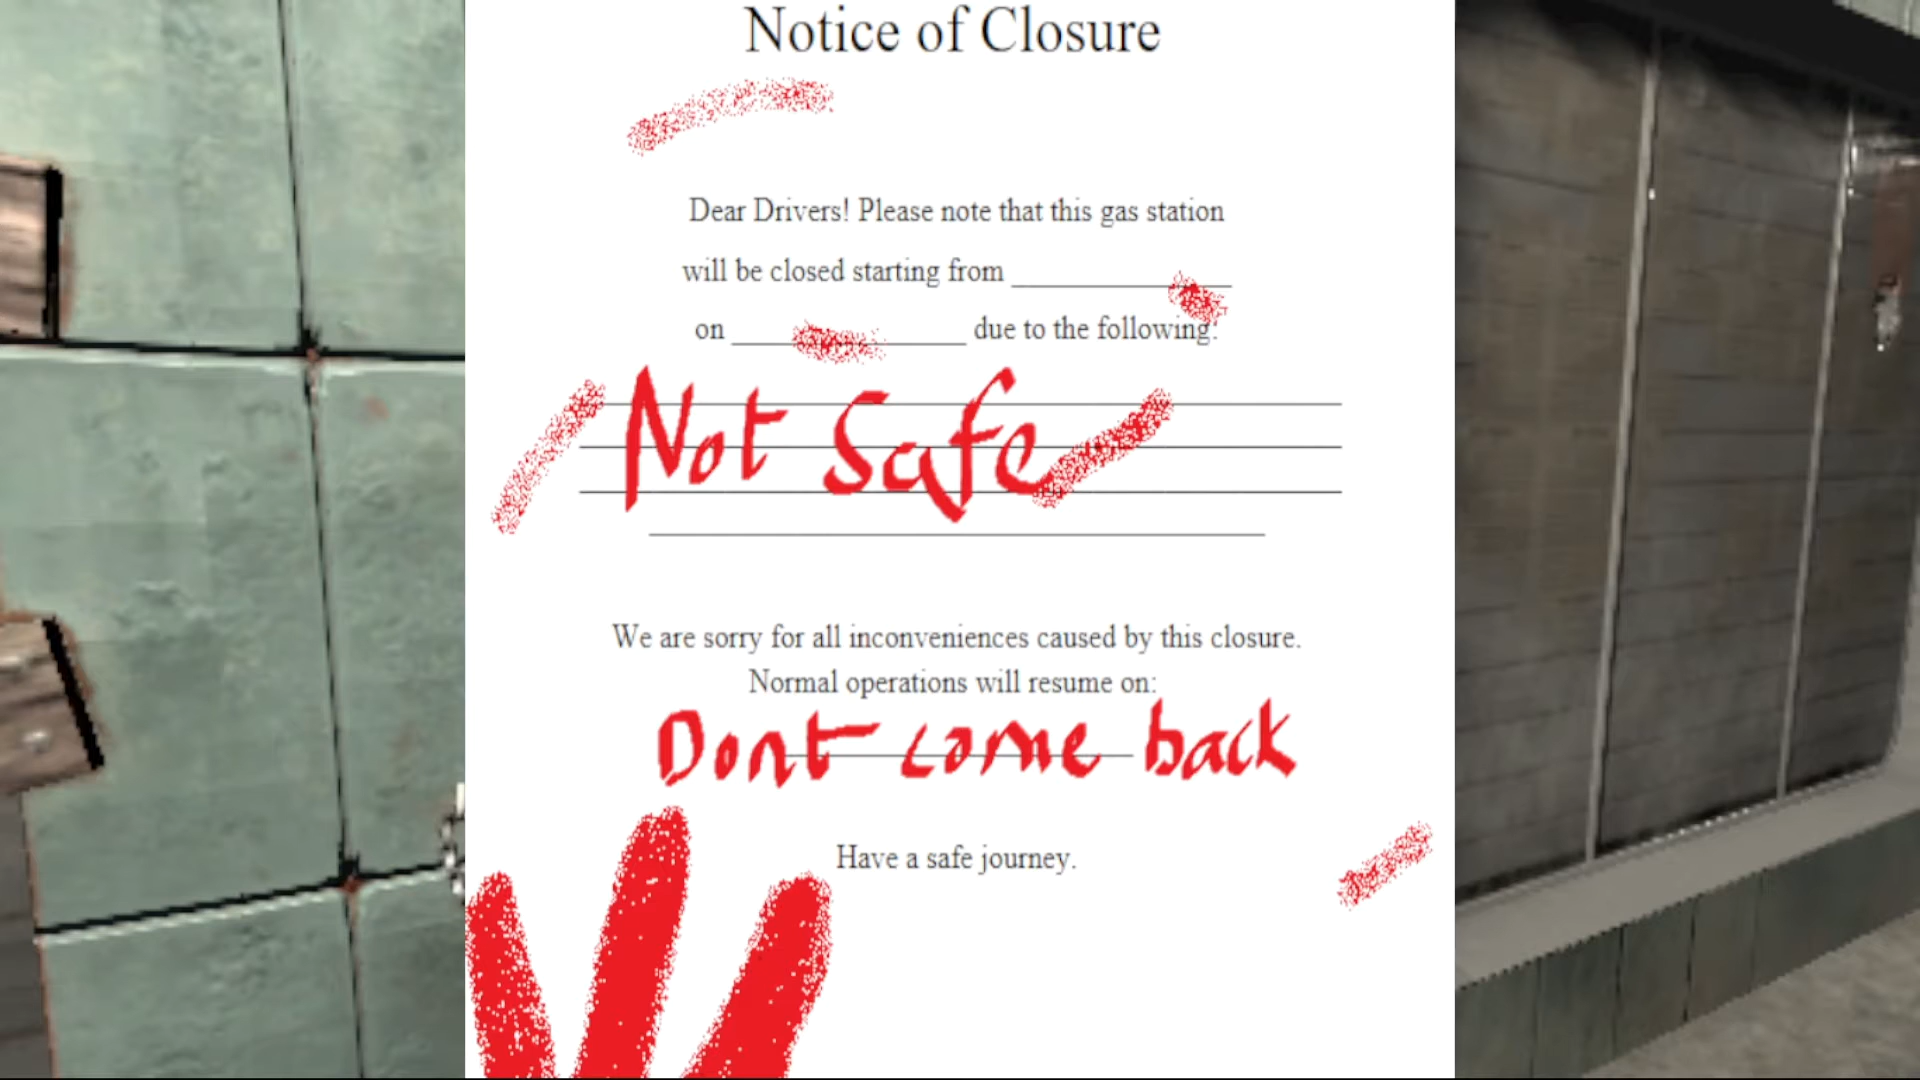 Notice of Closure
Dear Drivers! Please note that this gas station
will be closed starting from _______________
on ________________ due to the following:
Not Safe
We are sorry for all inconveniences caused by this closure.
Normal operations will resume on:
Dont come back
Have a safe journey.